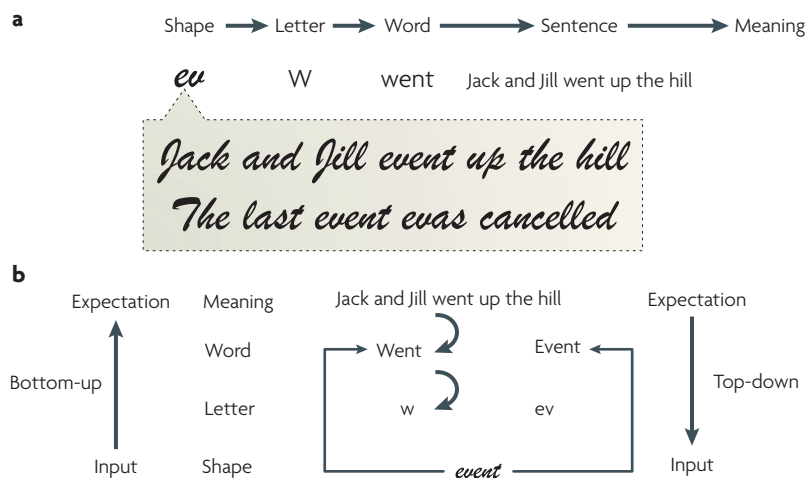 a
Shape Letter Word Sentence Meaning
ev W went Jack and Jill went up the hill
Jack and Jill event up the hill
The last event evas cancelled
b
Expectation Meaning Jack and Jill went up the hill Expectation
Word Went Event
Bottom-up Top-down
Letter w ev
Input Shape event Input